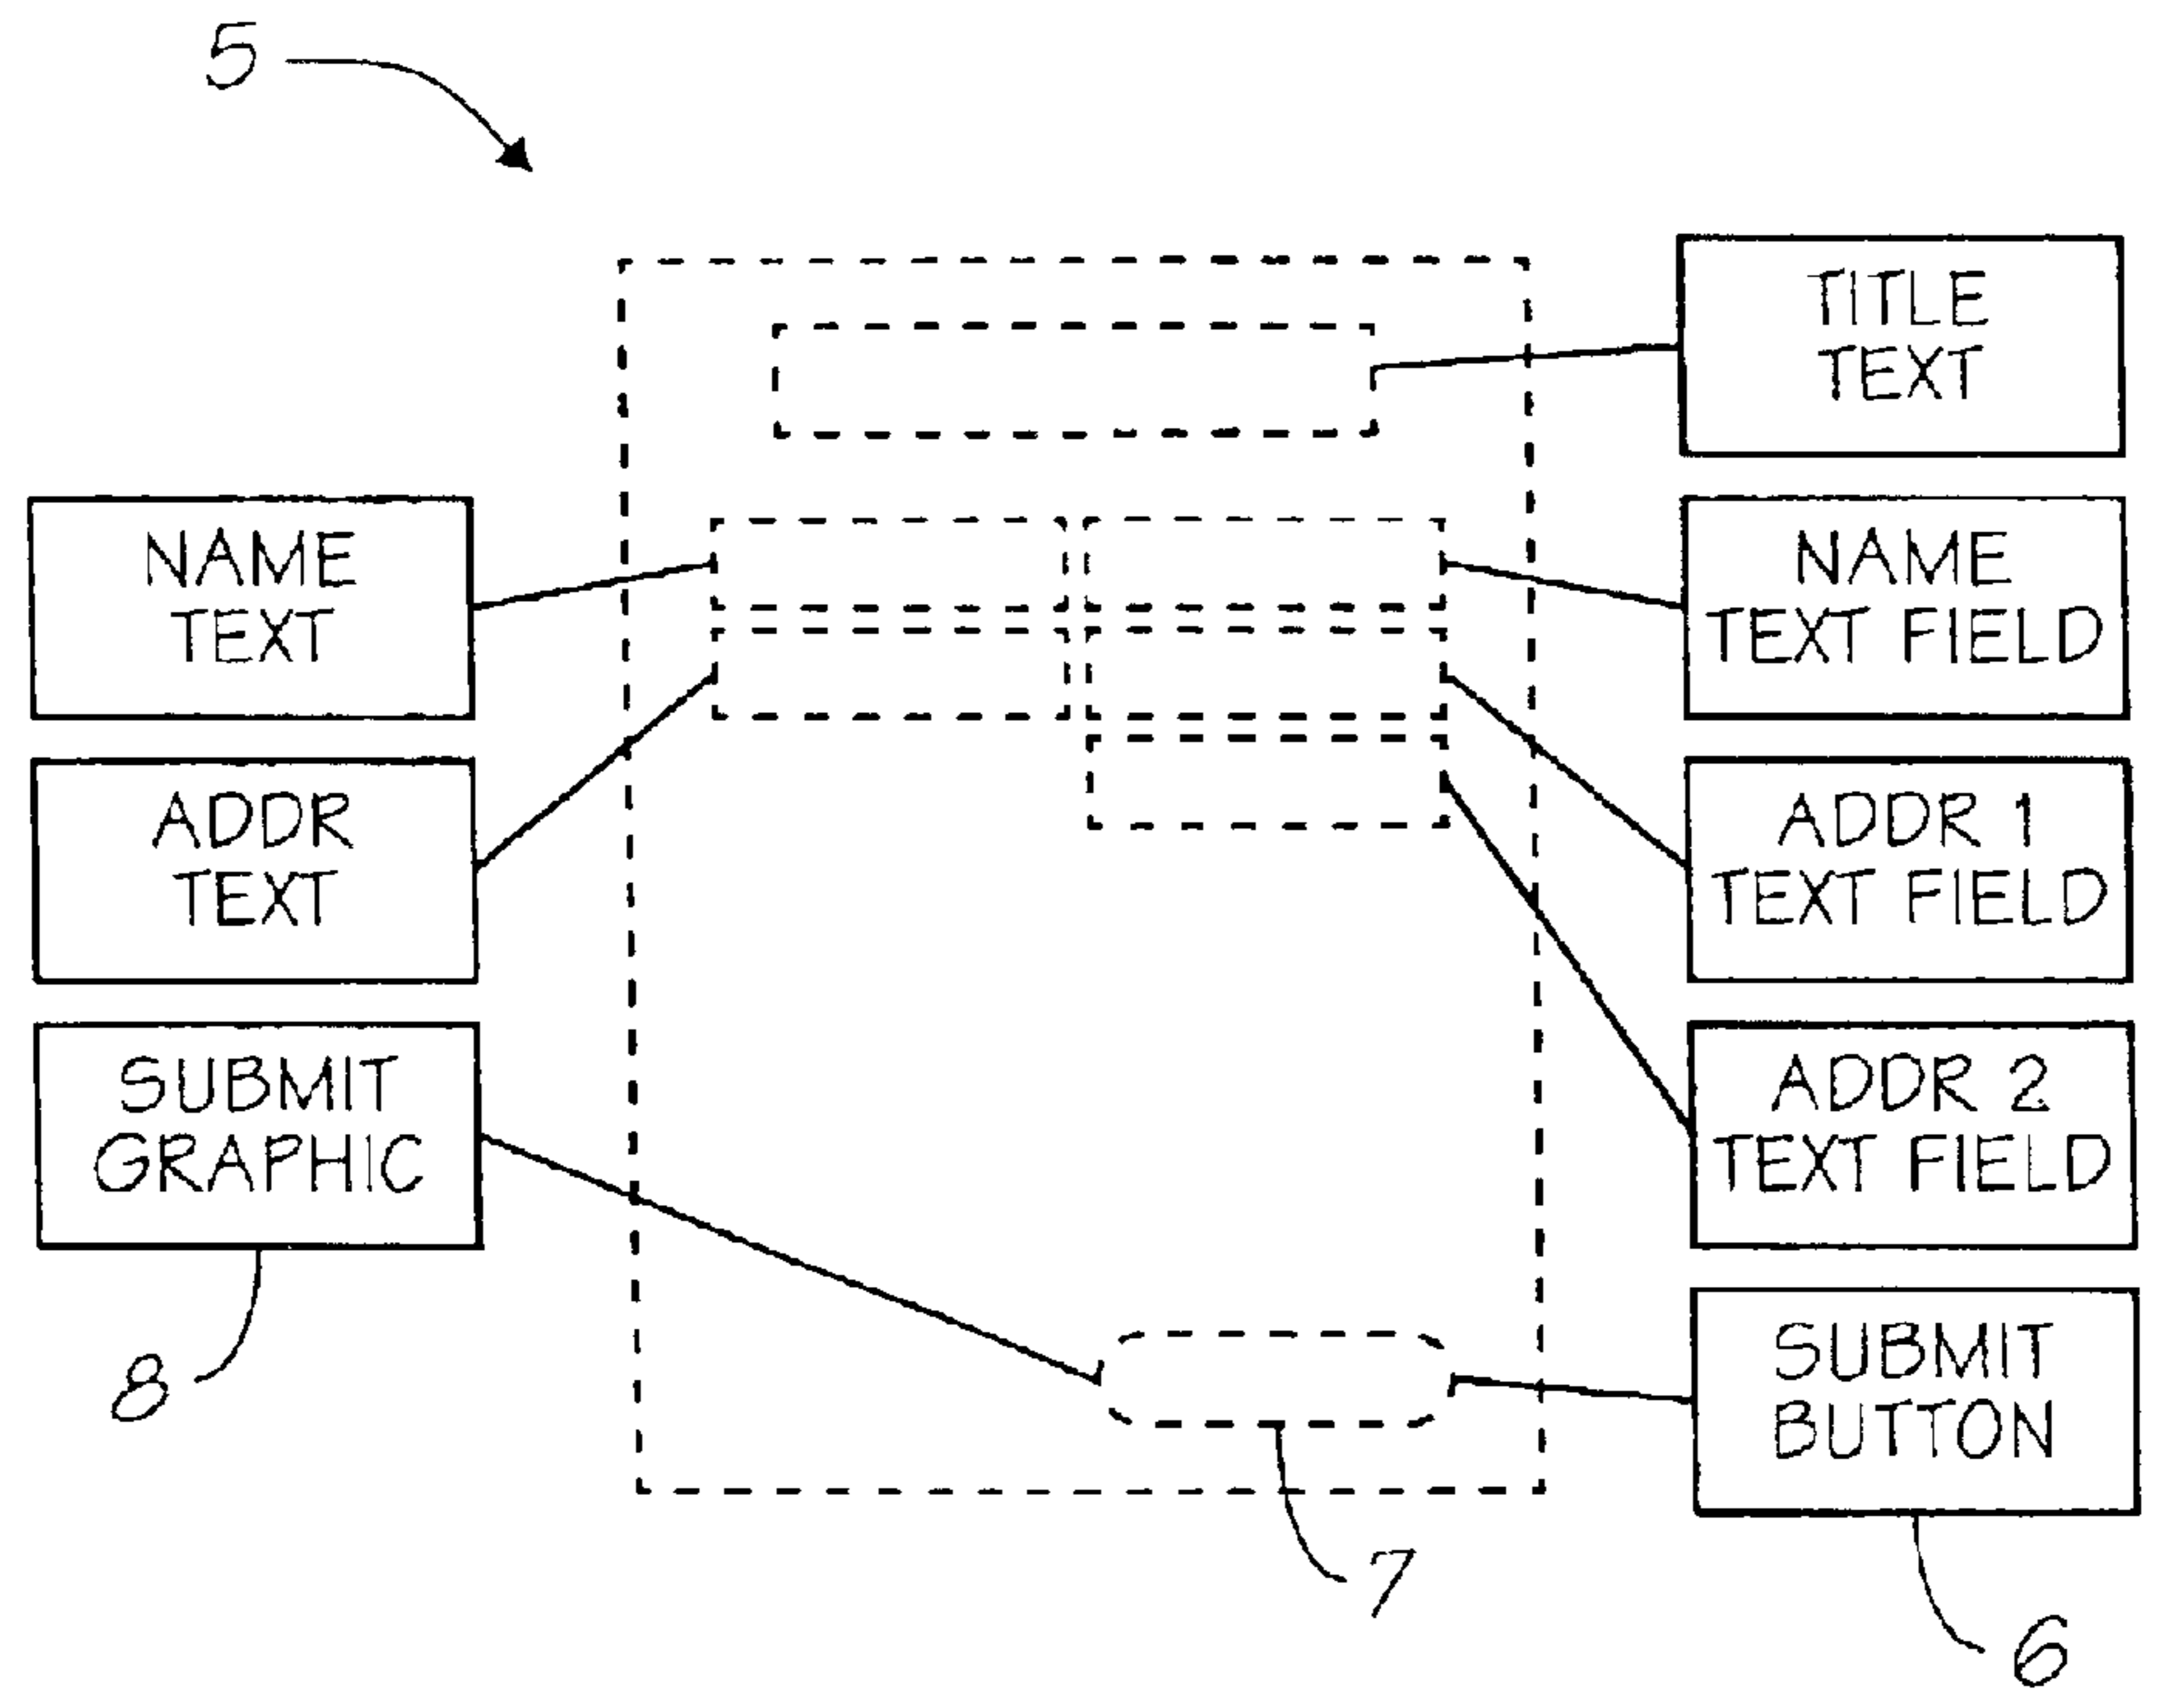 5
TITLE
TEXT
NAME
TEXT
NAME
TEXT FIELD
ADDR
TEXT
ADDR 1
TEXT FIELD
SUBMIT
GRAPHIC
ADDR 2
TEXT FIELD
8
SUBMIT
BUTTON
7
6